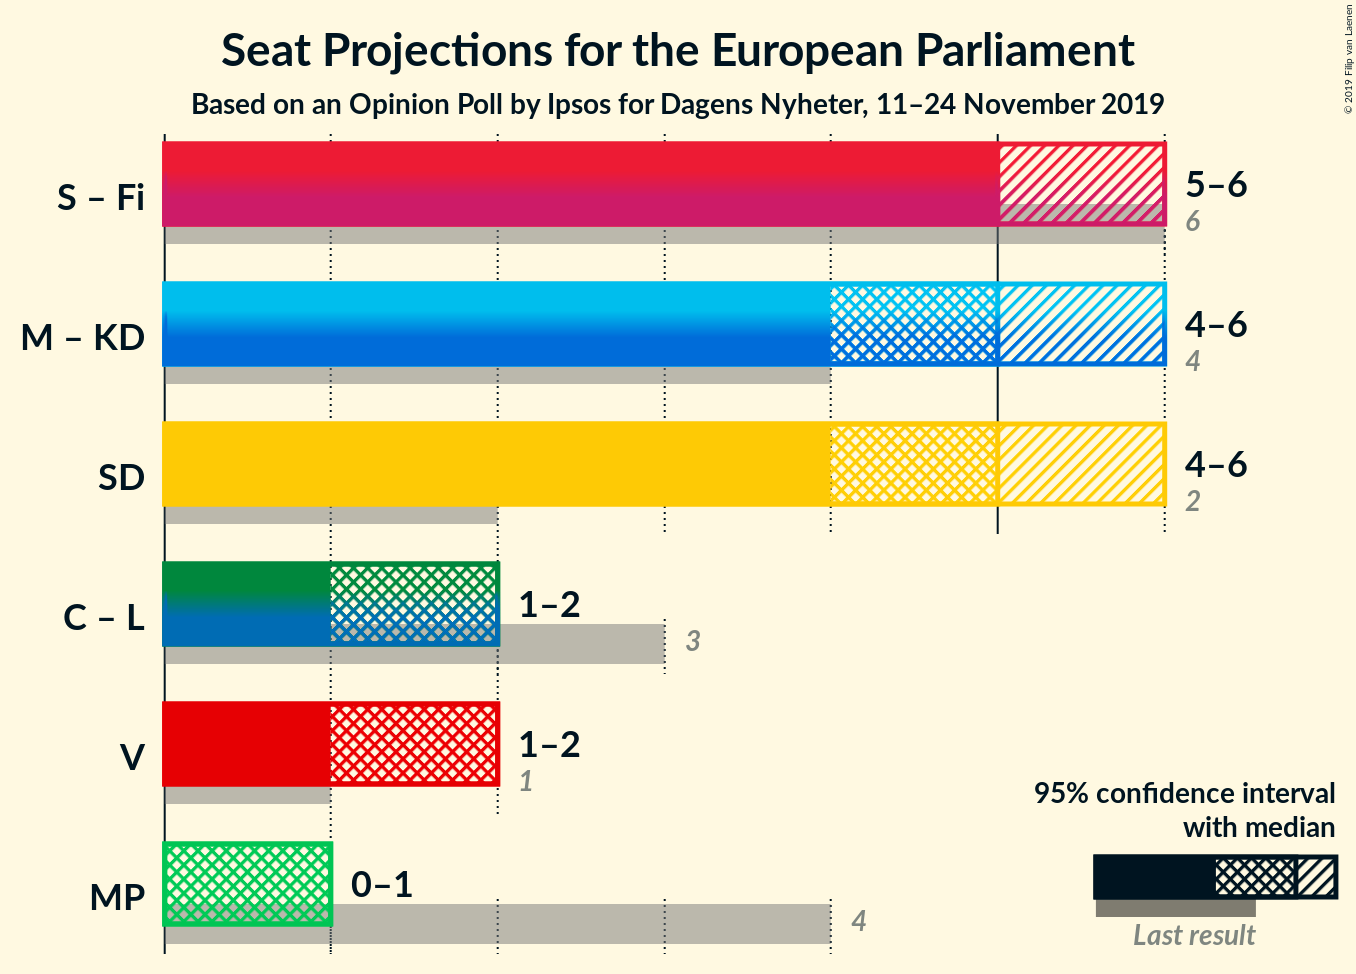 Seat Projections for the European Parliament
Based on an Opinion Poll by Ipsos for Dagens Nyheter, 11–24 November 2019
© 2019 Filip van Laenen
S – Fi
5–6
6
M – KD
4–6
4
SD
4–6
2
C – L
1–2
3
V
1–2
1
MP
0–1
4
95% confidence interval
with median
Last result